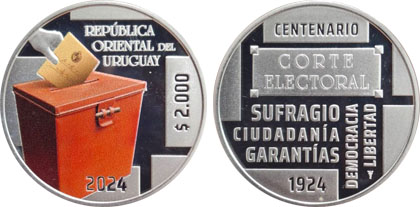 REPÚBLICA
ORIENTAL DEL
URUGUAY
$ 2.000
2024
CENTENARIO
CORTE
ELECTORAL
SUFRAGIO
CIUDADANÍA
GARANTÍAS
DEMOCRACIA
Y LIBERTAD
1924